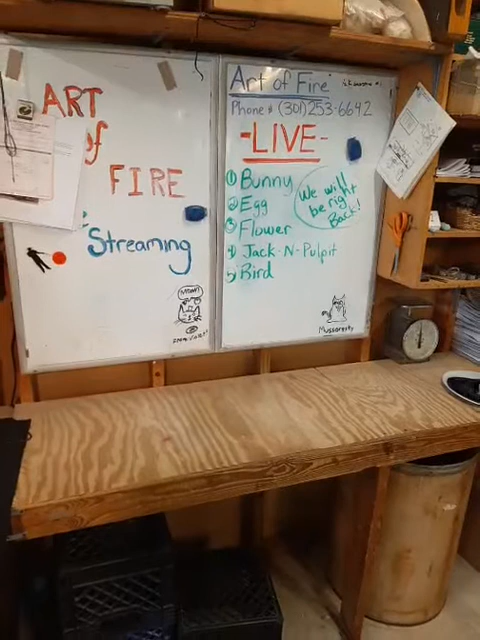 ART
of
FIRE
Streaming
Meow!
Art of Fire
Phone # (301) 253-6642
-LIVE-
① Bunny
② Egg
③ Flower
④ Jack-N-Pulpit
5) Bird
We will
be right
Back!